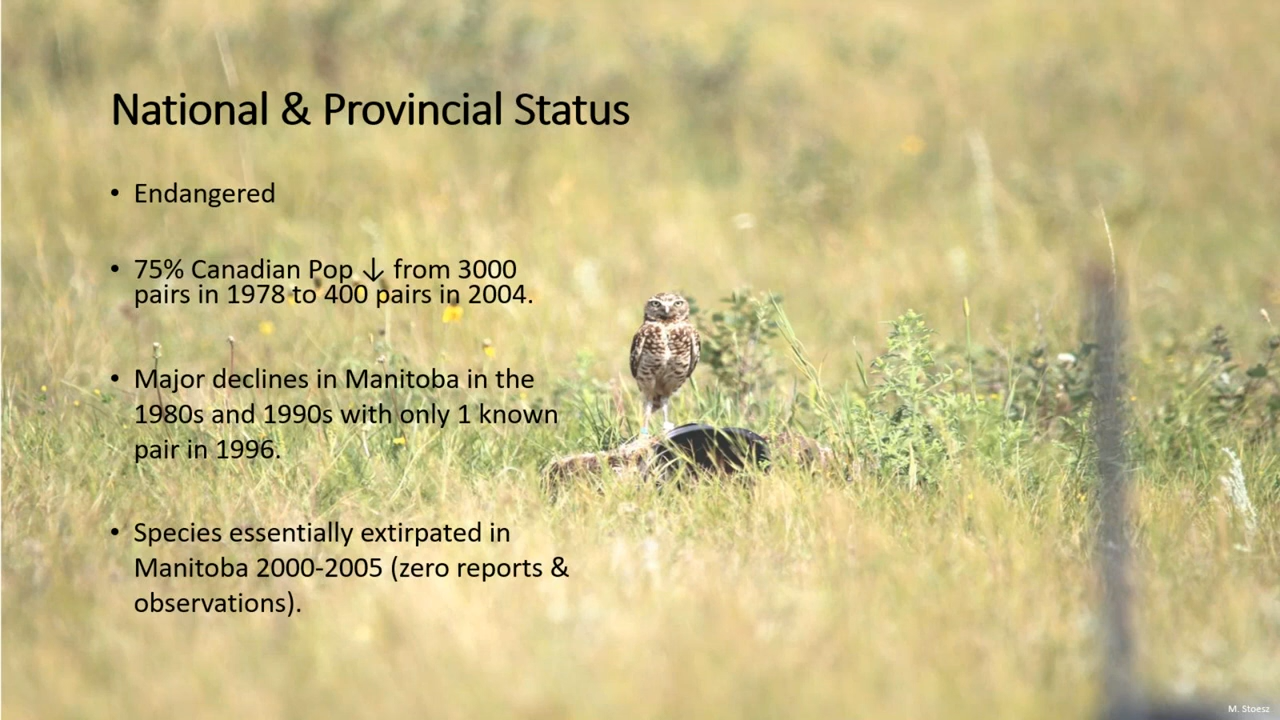 National & Provincial Status
• Endangered
• 75% Canadian Pop ↓ from 3000
pairs in 1978 to 400 pairs in 2004.
• Major declines in Manitoba in the
1980s and 1990s with only 1 known
pair in 1996.
• Species essentially extirpated in
Manitoba 2000-2005 (zero reports &
observations).
M. Stoesz